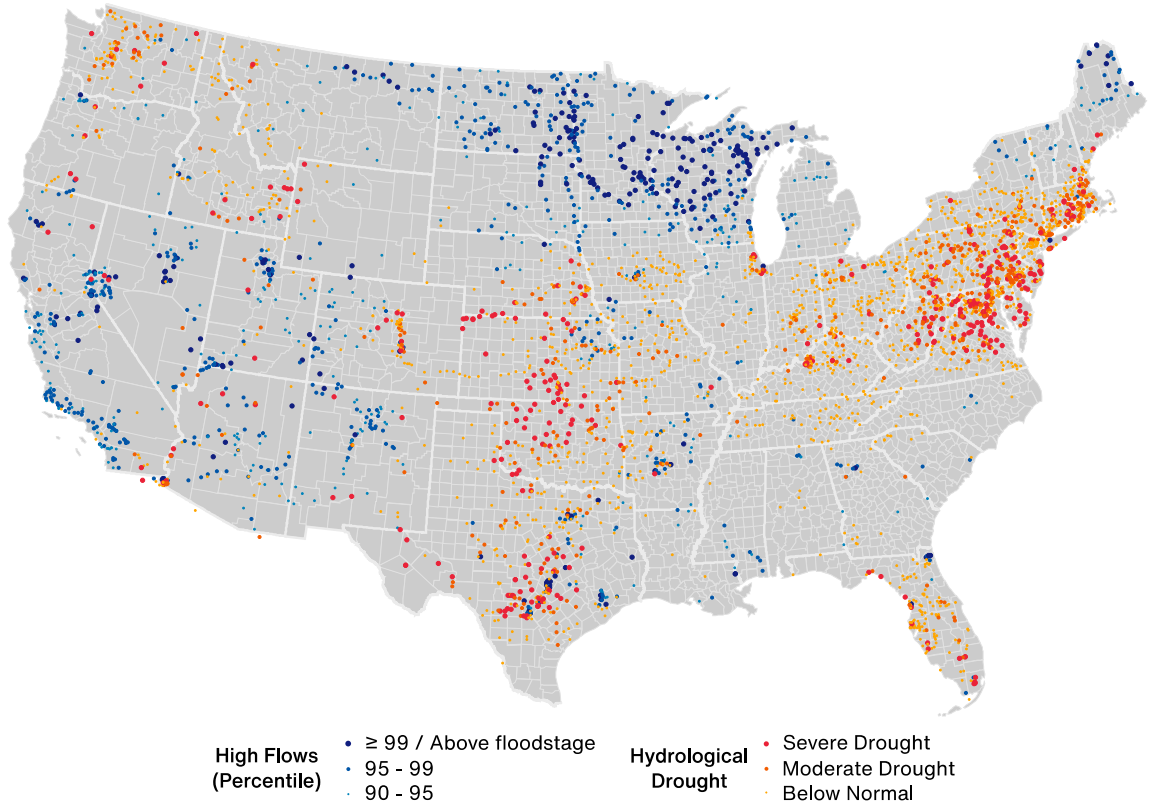 High Flows
(Percentile)
≥ 99 / Above floodstage
95 - 99
90 - 95
Hydrological
Drought
Severe Drought
Moderate Drought
Below Normal